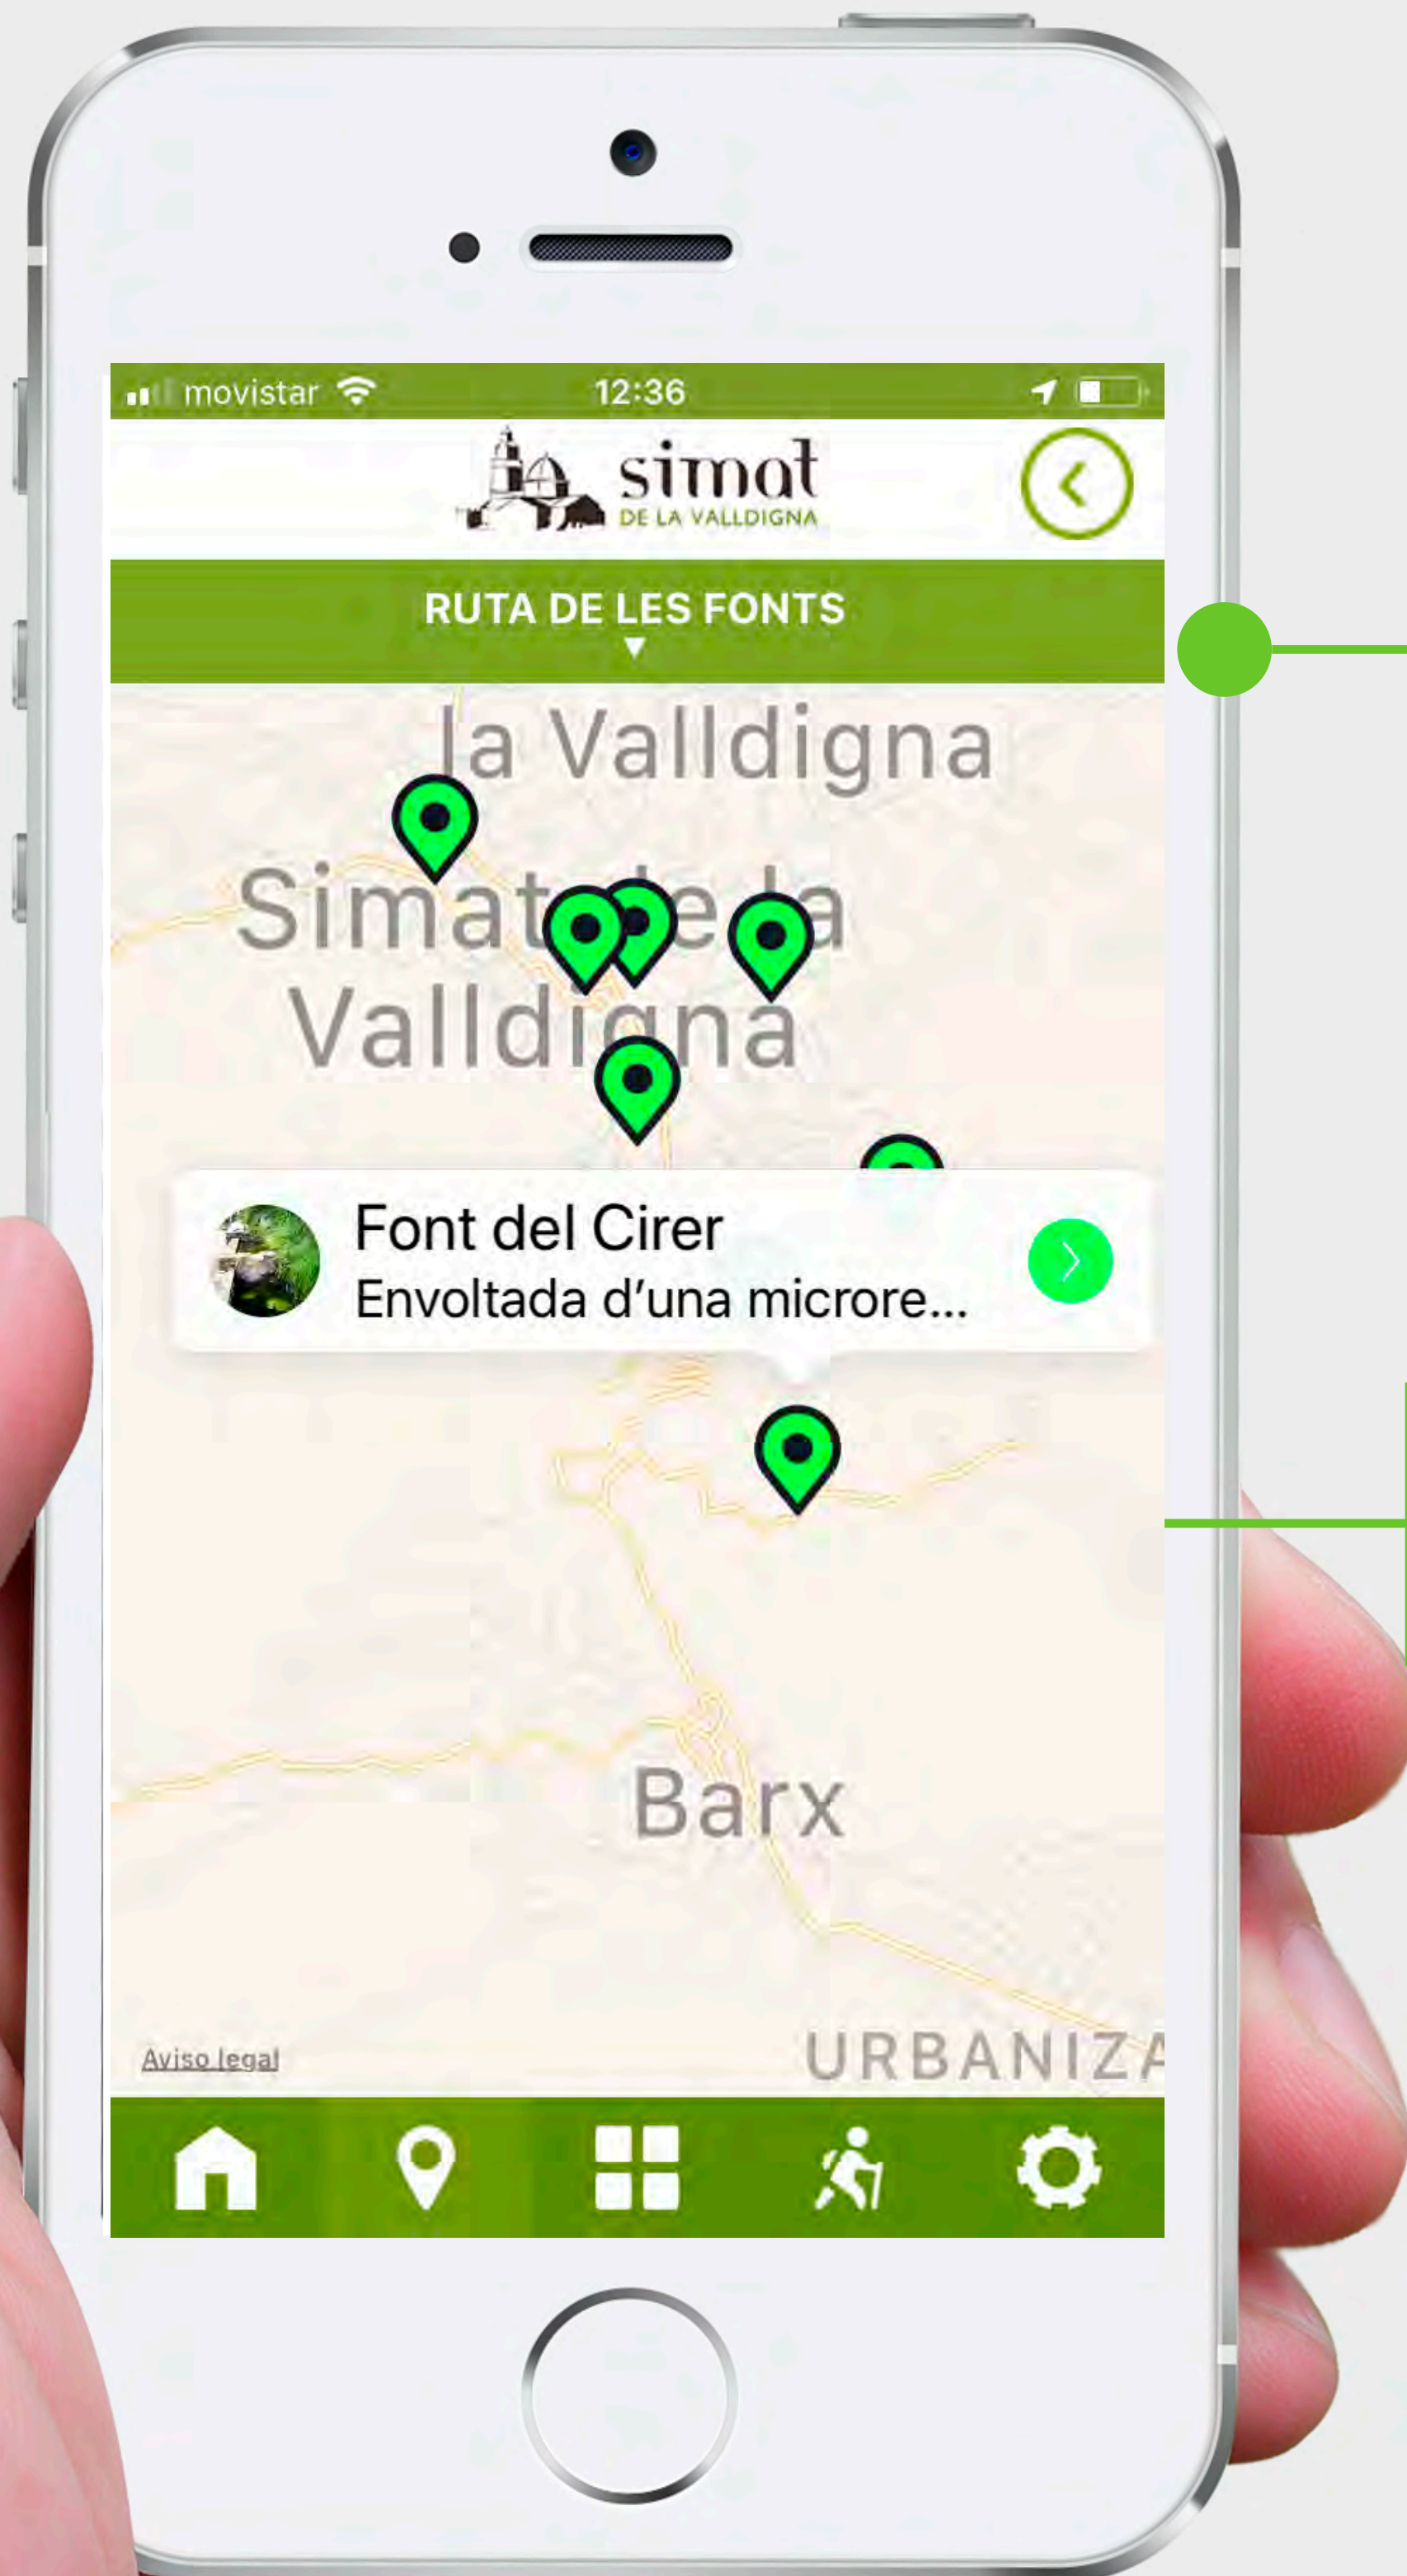 movistar 12:36
simat
DE LA VALLDIGNA
RUTA DE LES FONTS
la Valldigna
Simat de la
Valldigna
Font del Cirer
Envoltada d’una microre...
Barx
URBANIZA
Aviso legal